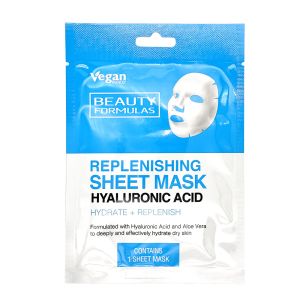 Vegan
BEAUTY
FORMULAS
REPLENISHING
SHEET MASK
HYALURONIC ACID
HYDRATE + REPLENISH
Formulated with Hyaluronic Acid and Aloe Vera
to deeply and effectively hydrate dry skin
CONTAINS
1 SHEET MASK